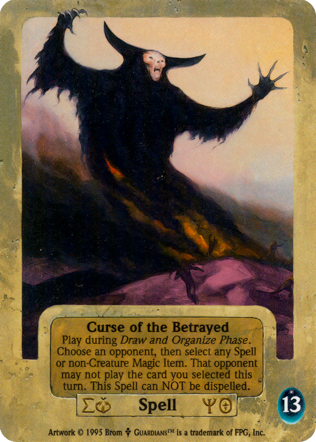 Curse of the Betrayed
Play during Draw and Organize Phase.
Choose an opponent, then select any Spell
or non-Creature Magic Item. That opponent
may not play the card you selected this
turn. This Spell can NOT be dispelled.
Spell
13
Artwork © 1995 Brom GUARDIANS™ is a trademark of FPG, Inc.